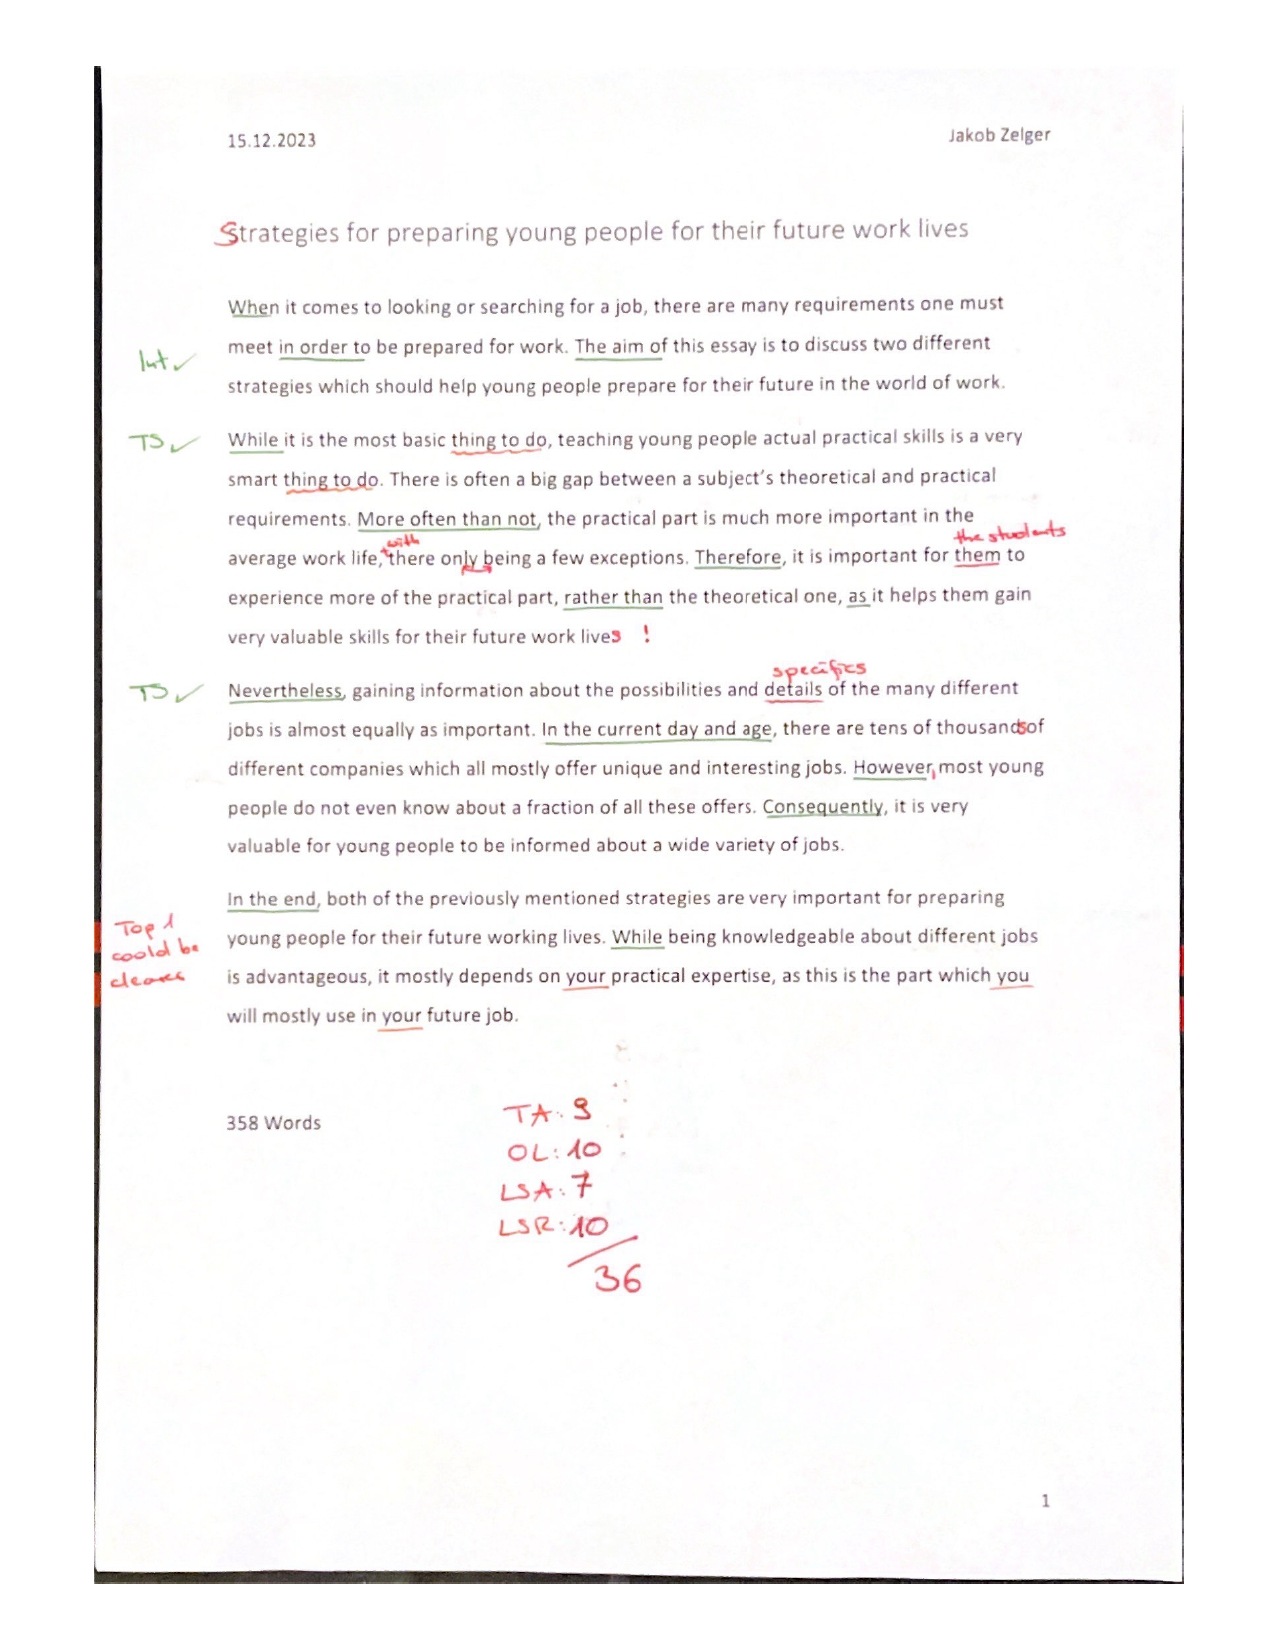 15.12.2023 Jakob Zelger
Strategies for preparing young people for their future work lives
When it comes to looking or searching for a job, there are many requirements one must
Int ✓ meet in order to be prepared for work. The aim of this essay is to discuss two different
strategies which should help young people prepare for their future in the world of work.
TS ✓ While it is the most basic thing to do, teaching young people actual practical skills is a very
smart thing to do. There is often a big gap between a subject's theoretical and practical
requirements. More often than not, the practical part is much more important in the
with the students
average work life, there only being a few exceptions. Therefore, it is important for them to
experience more of the practical part, rather than the theoretical one, as it helps them gain
very valuable skills for their future work lives !
specifics
TS ✓ Nevertheless, gaining information about the possibilities and details of the many different
jobs is almost equally as important. In the current day and age, there are tens of thousands of
different companies which all mostly offer unique and interesting jobs. However, most young
people do not even know about a fraction of all these offers. Consequently, it is very
valuable for young people to be informed about a wide variety of jobs.
In the end, both of the previously mentioned strategies are very important for preparing
Top 1
could be
clearer
young people for their future working lives. While being knowledgeable about different jobs
is advantageous, it mostly depends on your practical expertise, as this is the part which you
will mostly use in your future job.
358 Words
TA: 9
OL: 10
LSA: 7
LSR: 10
36
1